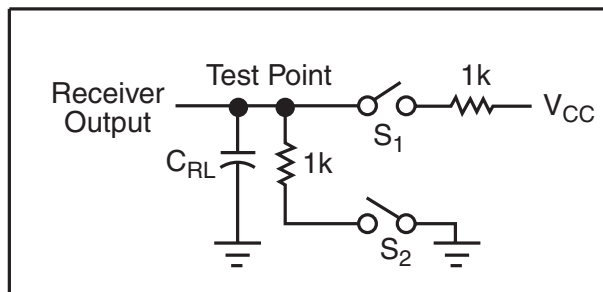 Test Point
1k
Receiver
Output
V_CC
S_1
C_RL
1k
S_2